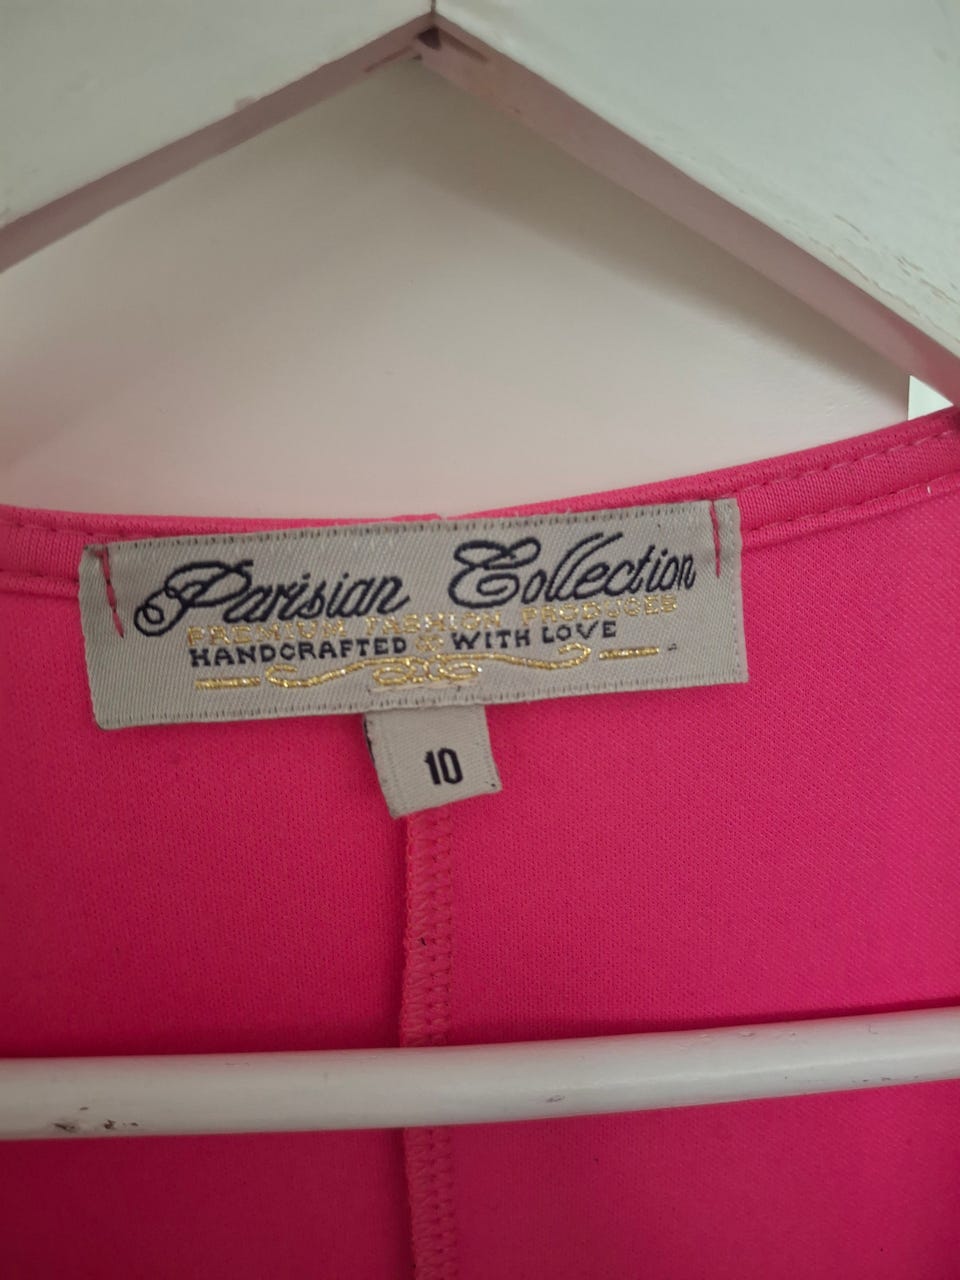 Parisian Collection
PREMIUM FASHION PRODUCES
HANDCRAFTED WITH LOVE
10